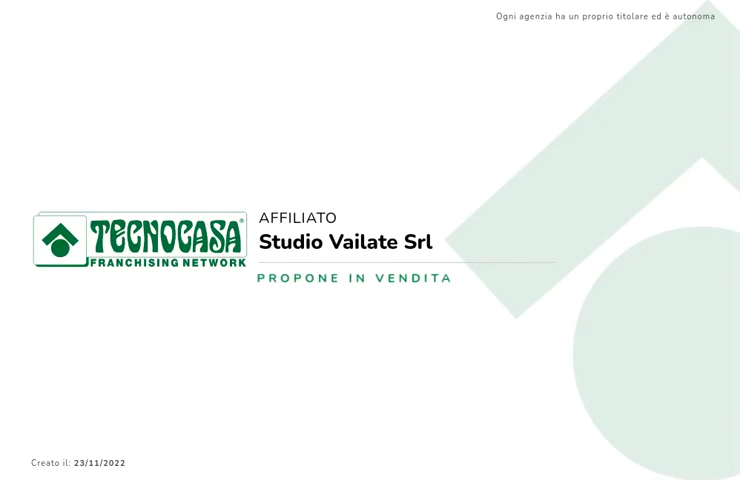 Ogni agenzia ha un proprio titolare ed è autonoma
AFFILIATO
TECNOCASA®
Studio Vailate Srl
FRANCHISING NETWORK
PROPONE IN VENDITA
Creato il: 23/11/2022